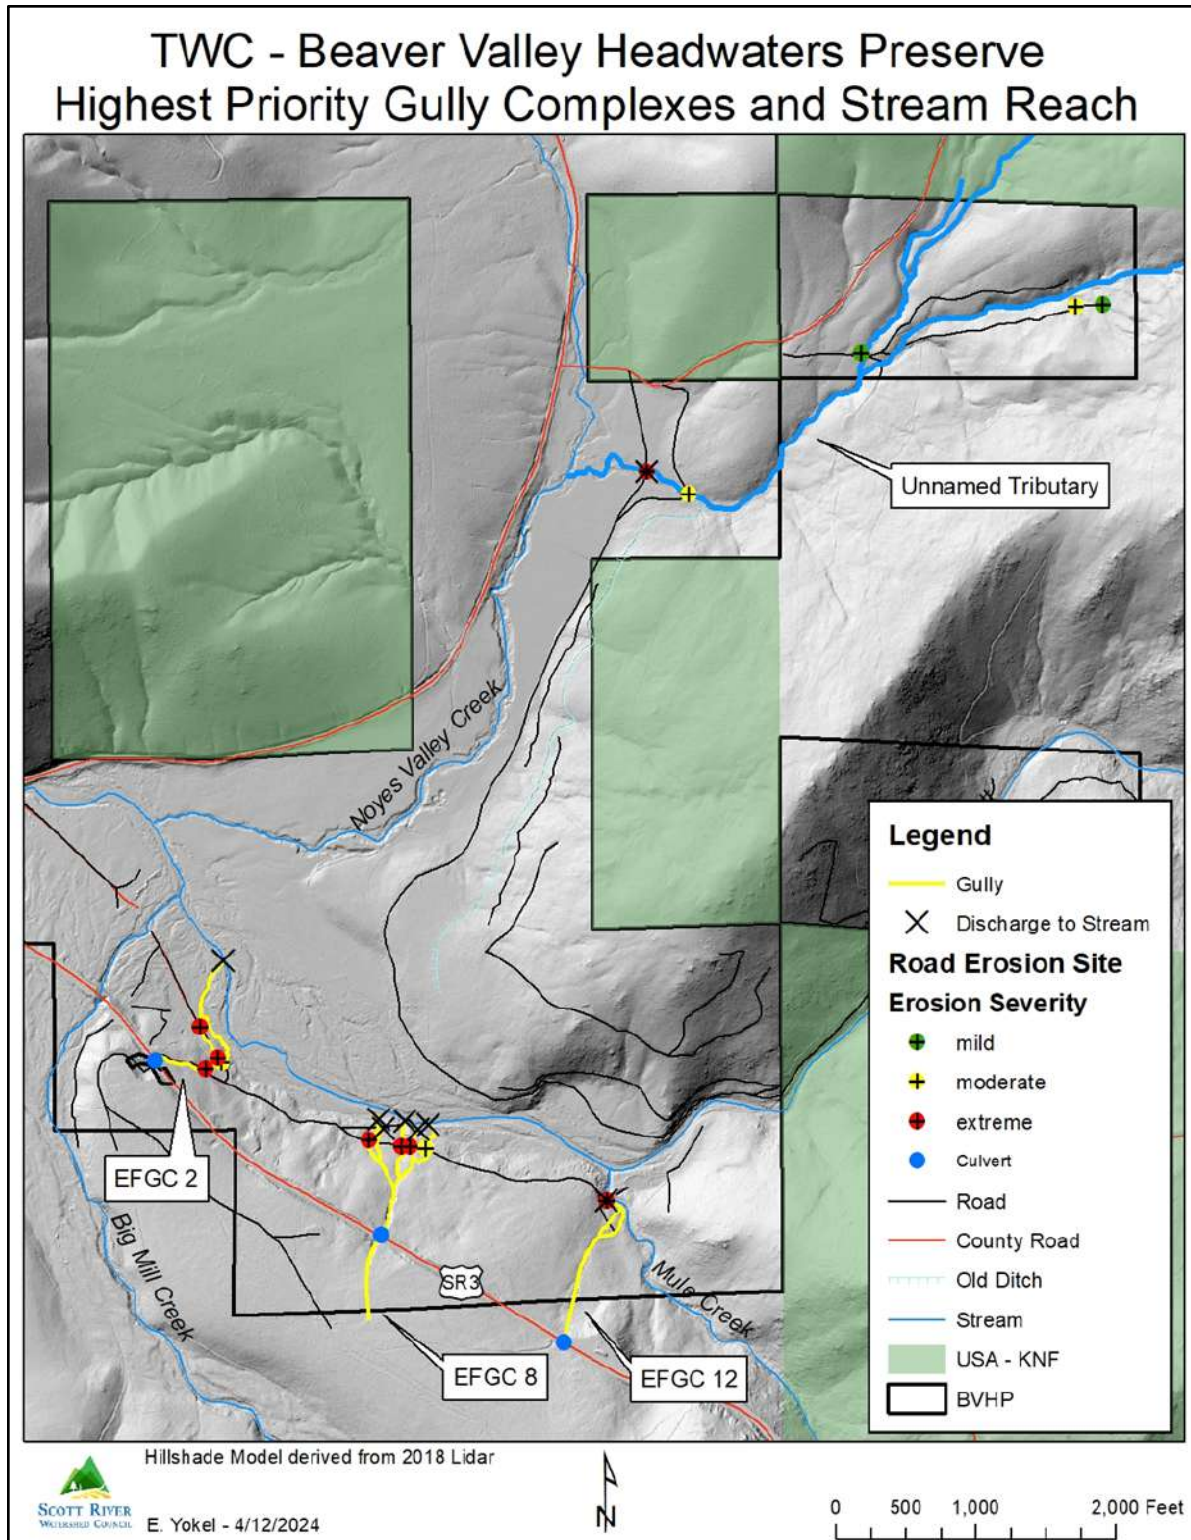 TWC - Beaver Valley Headwaters Preserve
Highest Priority Gully Complexes and Stream Reach
Unnamed Tributary
Noyes Valley Creek
EFGC 2
Big Mill Creek
SR3
Mule Creek
EFGC 8
EFGC 12
Legend
Gully
Discharge to Stream
Road Erosion Site
Erosion Severity
mild
moderate
extreme
Culvert
Road
County Road
Old Ditch
Stream
USA - KNF
BVHP
Hillshade Model derived from 2018 Lidar
SCOTT RIVER
WATERSHED COUNCIL
E. Yokel - 4/12/2024
N
0 500 1,000 2,000 Feet